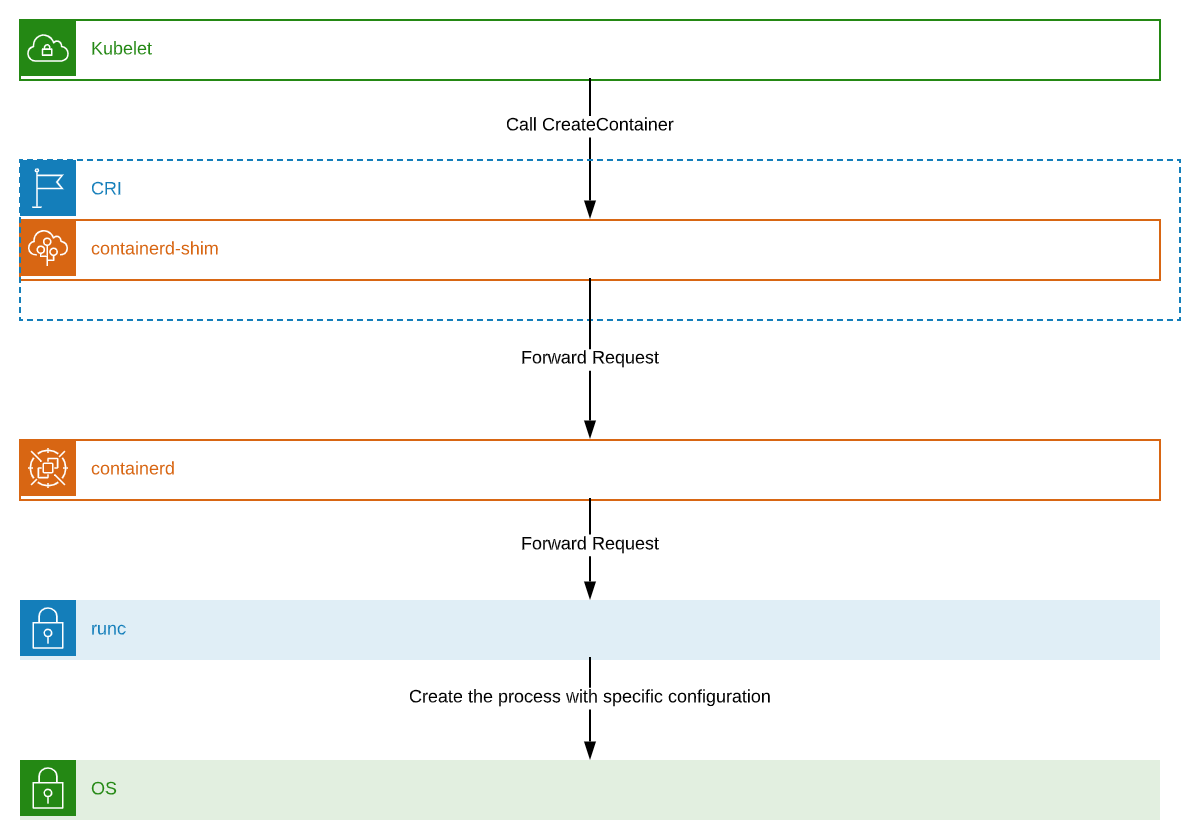 Kubelet
Call CreateContainer
CRI
containerd-shim
Forward Request
containerd
Forward Request
runc
Create the process with specific configuration
OS